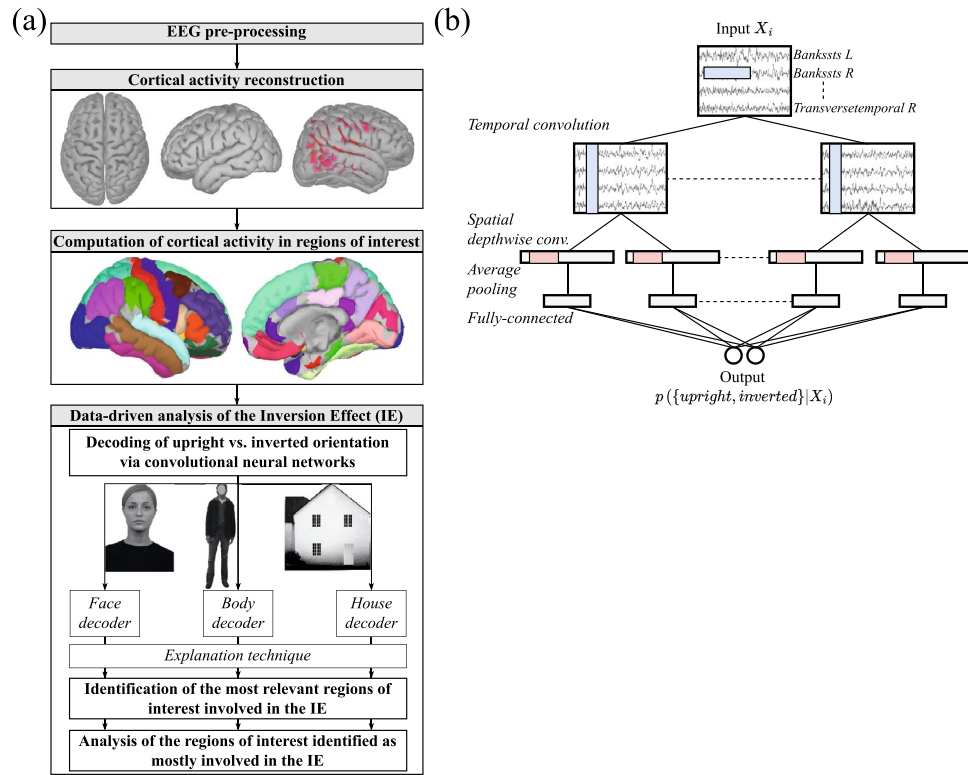 (a)
EEG pre-processing
Cortical activity reconstruction
Computation of cortical activity in regions of interest
Data-driven analysis of the Inversion Effect (IE)
Decoding of upright vs. inverted orientation
via convolutional neural networks
Face
decoder
Body
decoder
House
decoder
Explanation technique
Identification of the most relevant regions of
interest involved in the IE
Analysis of the regions of interest identified as
mostly involved in the IE
(b)
Input $X_i$
Bankssts L
Bankssts R
Transversetemporal R
Temporal convolution
Spatial
depthwise conv.
Average
pooling
Fully-connected
Output
$p(\{upright, inverted\}|X_i)$